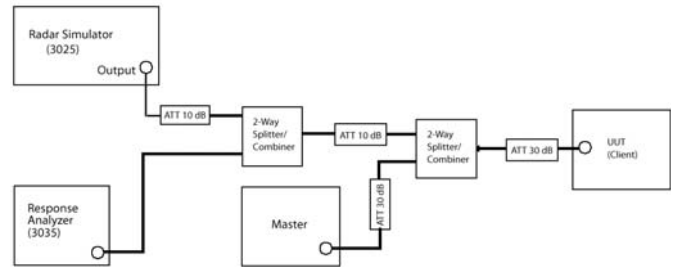 Radar Simulator
(3025)
Output
ATT 10 dB
2-Way
Splitter/
Combiner
ATT 10 dB
2-Way
Splitter/
Combiner
ATT 30 dB
UUT
(Client)
ATT 30 dB
Response
Analyzer
(3035)
Master